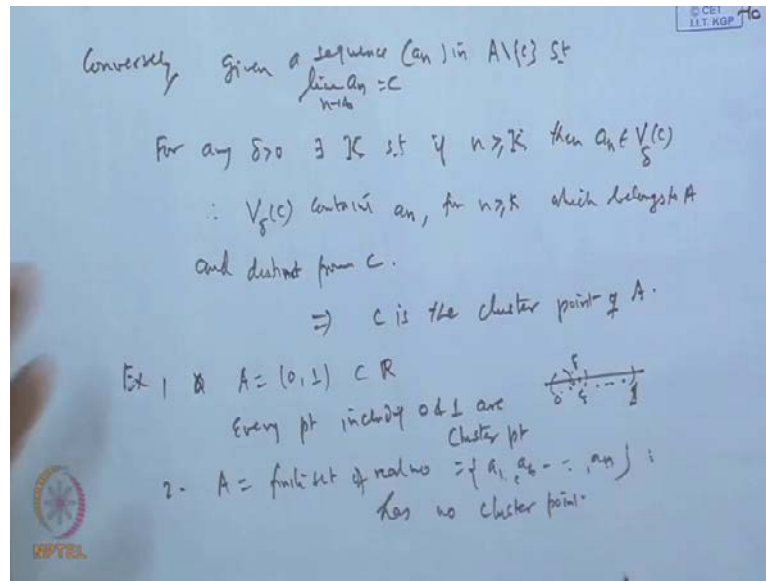 © CET
I.I.T. KGP
Conversely, Given a sequence (an) in A\{c} st
lim an = c
n→∞
For any δ>0 ∃ K s.t if n≥K then an ∈ Vδ(c)
∴ Vδ(c) contains an, for n≥K which belongs to A
and distinct from c.
⇒ c is the cluster point of A.
Ex 1 A = (0,1) ⊂ R
Every pt including 0 & 1 are
Cluster pt
2. A = finite set of real no = {a1, a2, - - , an} :
has no cluster point.
NPTEL